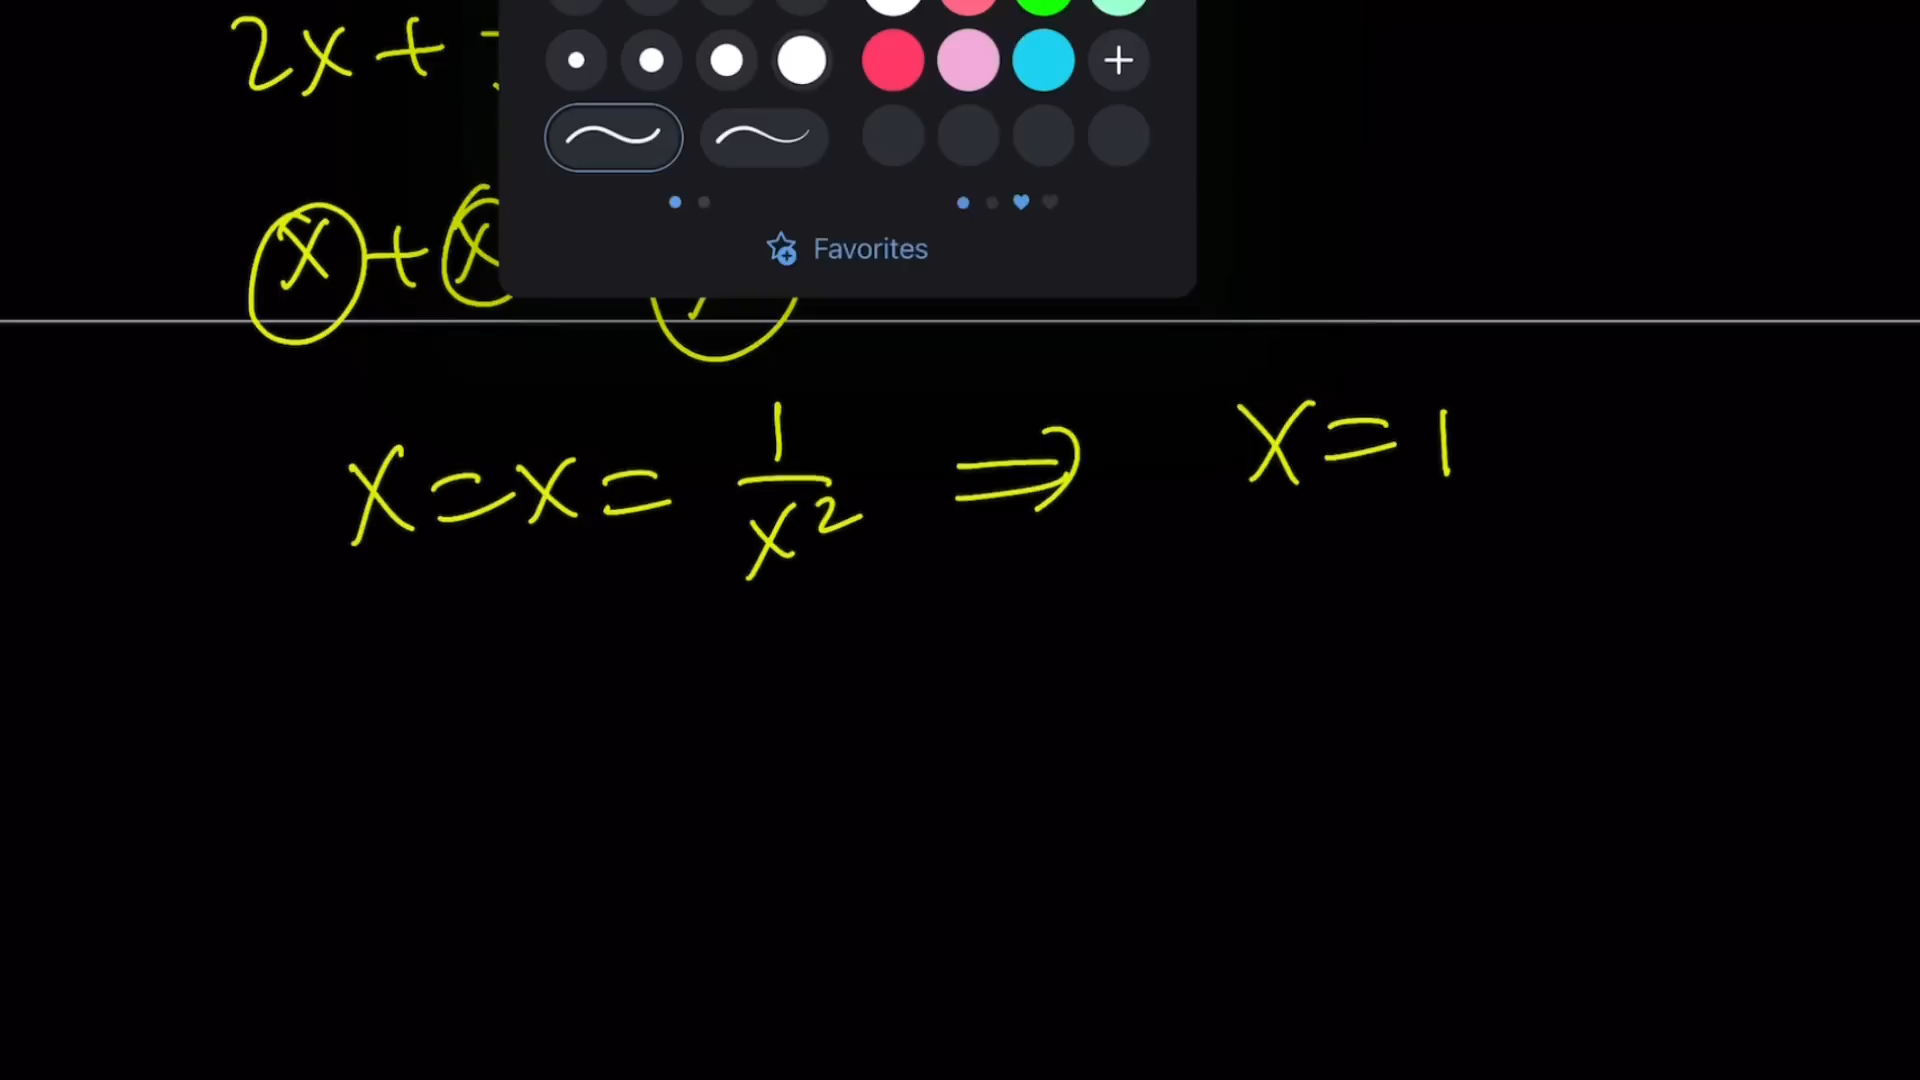 2x +
x + x
Favorites
x = x = 1/x² ⇒ x = 1